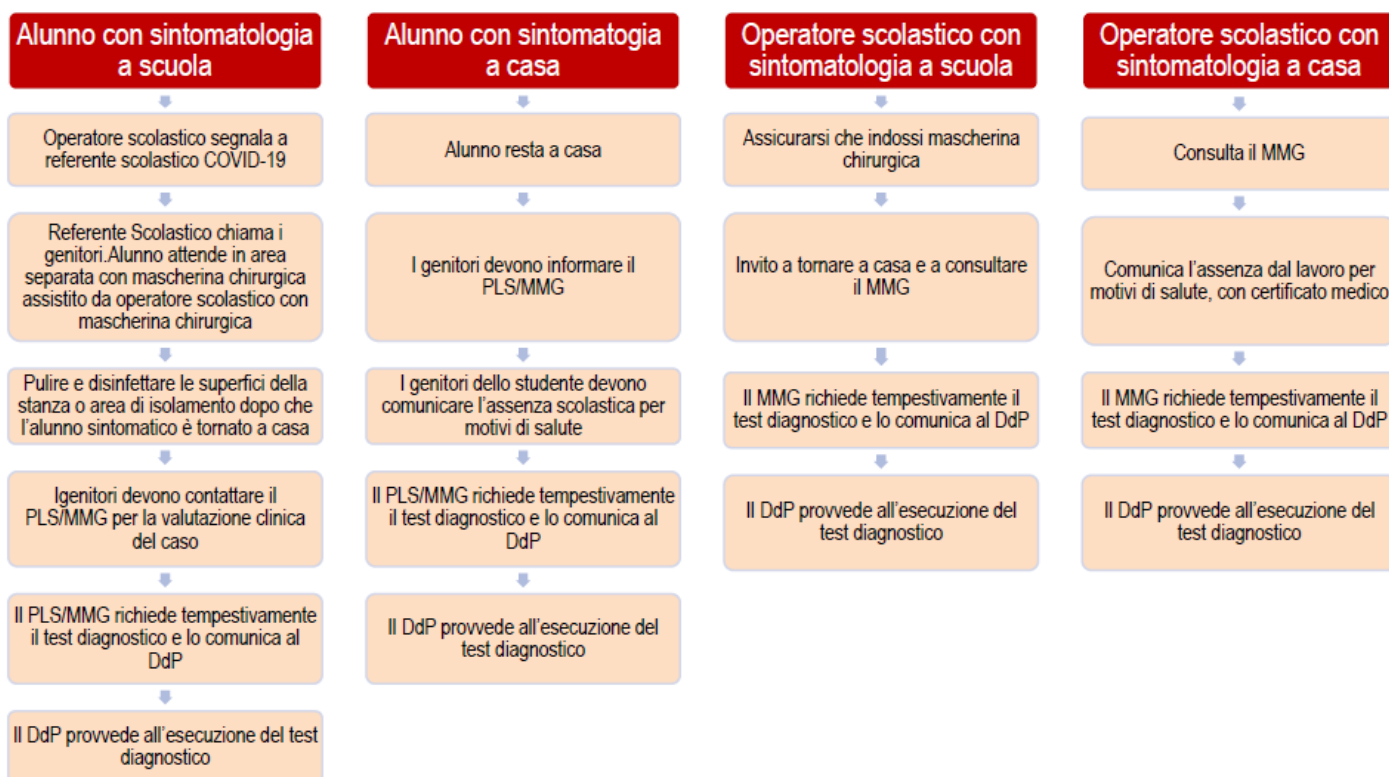 Alunno con sintomatologia
a scuola
Operatore scolastico segnala a
referente scolastico COVID-19
Referente Scolastico chiama i
genitori.Alunno attende in area
separata con mascherina chirurgica
assistito da operatore scolastico con
mascherina chirurgica
Pulire e disinfettare le superfici della
stanza o area di isolamento dopo che
l'alunno sintomatico è tornato a casa
Igenitori devono contattare il
PLS/MMG per la valutazione clinica
del caso
Il PLS/MMG richiede tempestivamente
il test diagnostico e lo comunica al
DdP
Il DdP provvede all'esecuzione del test
diagnostico
Alunno con sintomatogia
a casa
Alunno resta a casa
I genitori devono informare il
PLS/MMG
I genitori dello studente devono
comunicare l'assenza scolastica per
motivi di salute
Il PLS/MMG richiede tempestivamente
il test diagnostico e lo comunica al
DdP
Il DdP provvede all'esecuzione del
test diagnostico
Operatore scolastico con
sintomatologia a scuola
Assicurarsi che indossi mascherina
chirurgica
Invito a tornare a casa e a consultare
il MMG
Il MMG richiede tempestivamente il
test diagnostico e lo comunica al DdP
Il DdP provvede all'esecuzione del
test diagnostico
Operatore scolastico con
sintomatologia a casa
Consulta il MMG
Comunica l'assenza dal lavoro per
motivi di salute, con certificato medico
Il MMG richiede tempestivamente il
test diagnostico e lo comunica al DdP
Il DdP provvede all'esecuzione del
test diagnostico